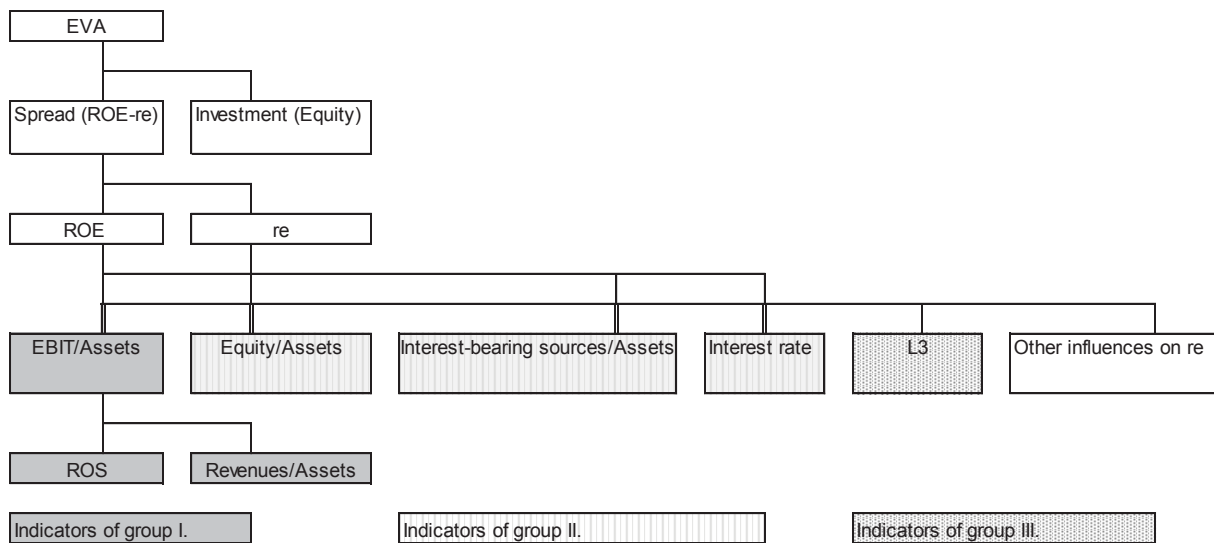 EVA
Spread (ROE-re)
Investment (Equity)
ROE
re
EBIT/Assets
Equity/Assets
Interest-bearing sources/Assets
Interest rate
L3
Other influences on re
ROS
Revenues/Assets
Indicators of group I.
Indicators of group II.
Indicators of group III.